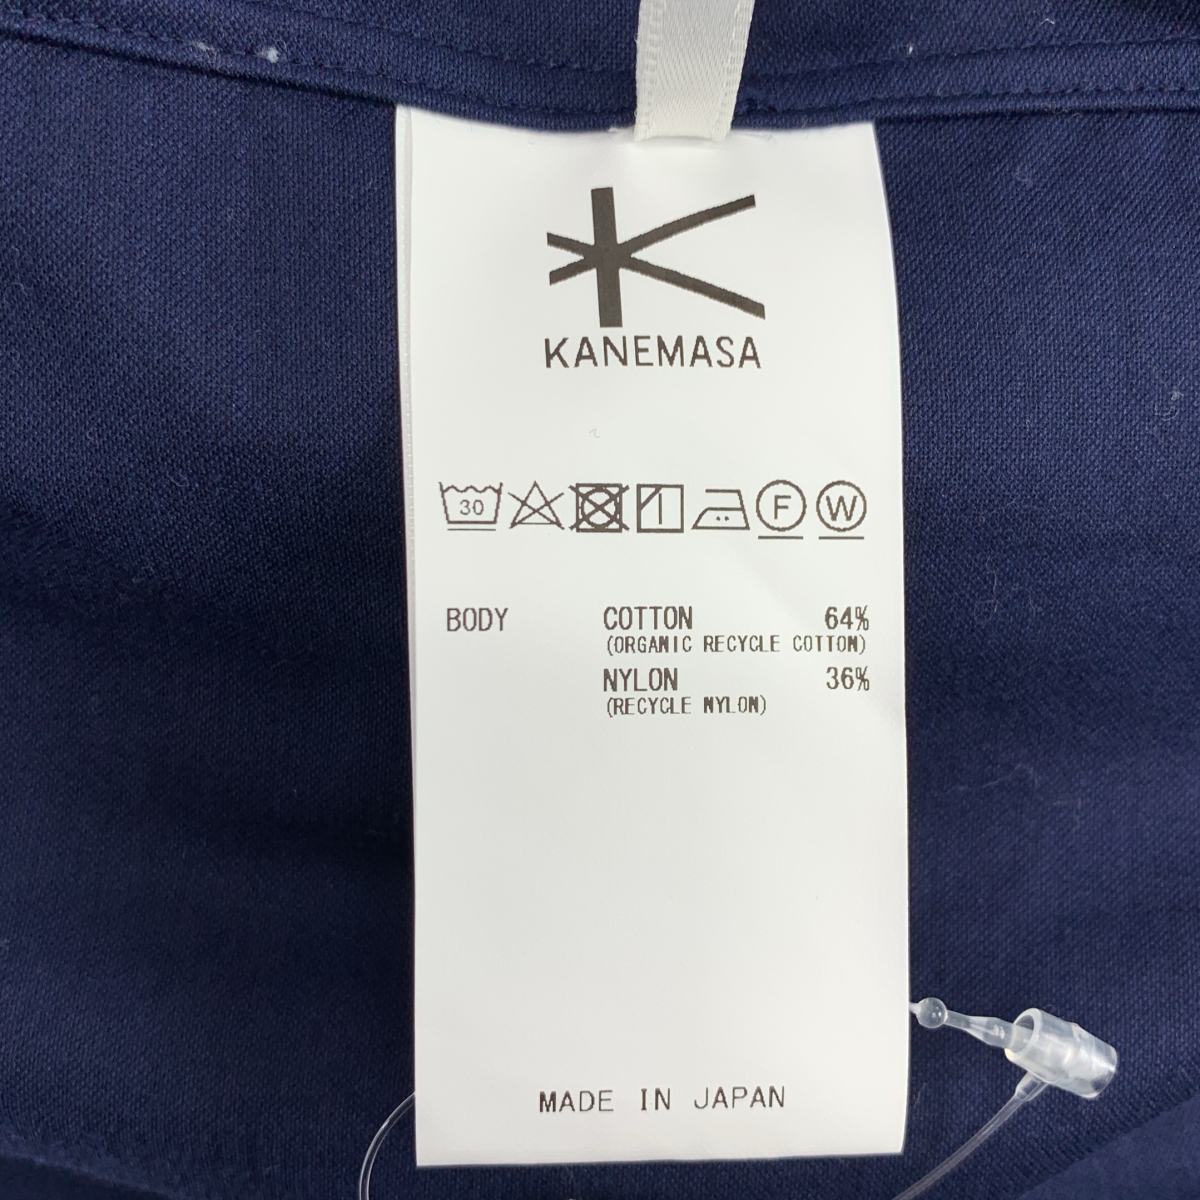 KANEMASA
30 F W
BODY COTTON 64%
(ORGANIC RECYCLE COTTON)
NYLON 36%
(RECYCLE NYLON)
MADE IN JAPAN